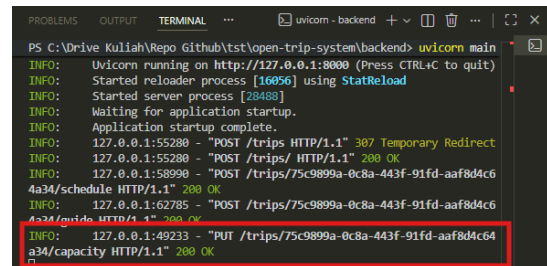 PROBLEMS OUTPUT TERMINAL ... uvicorn - backend
PS C:\Drive Kuliah\Repo Github\tst\open-trip-system\backend> uvicorn main
INFO: Uvicorn running on http://127.0.0.1:8000 (Press CTRL+C to quit)
INFO: Started reloader process [16056] using StatReload
INFO: Started server process [28488]
INFO: Waiting for application startup.
INFO: Application startup complete.
INFO: 127.0.0.1:55280 - "POST /trips HTTP/1.1" 307 Temporary Redirect
INFO: 127.0.0.1:55280 - "POST /trips/ HTTP/1.1" 200 OK
INFO: 127.0.0.1:58990 - "POST /trips/75c9899a-0c8a-443f-91fd-aaf8d4c6
4a34/schedule HTTP/1.1" 200 OK
INFO: 127.0.0.1:62785 - "POST /trips/75c9899a-0c8a-443f-91fd-aaf8d4c6
4a34/guide HTTP/1.1" 200 OK
INFO: 127.0.0.1:49233 - "PUT /trips/75c9899a-0c8a-443f-91fd-aaf8d4c64
a34/capacity HTTP/1.1" 200 OK